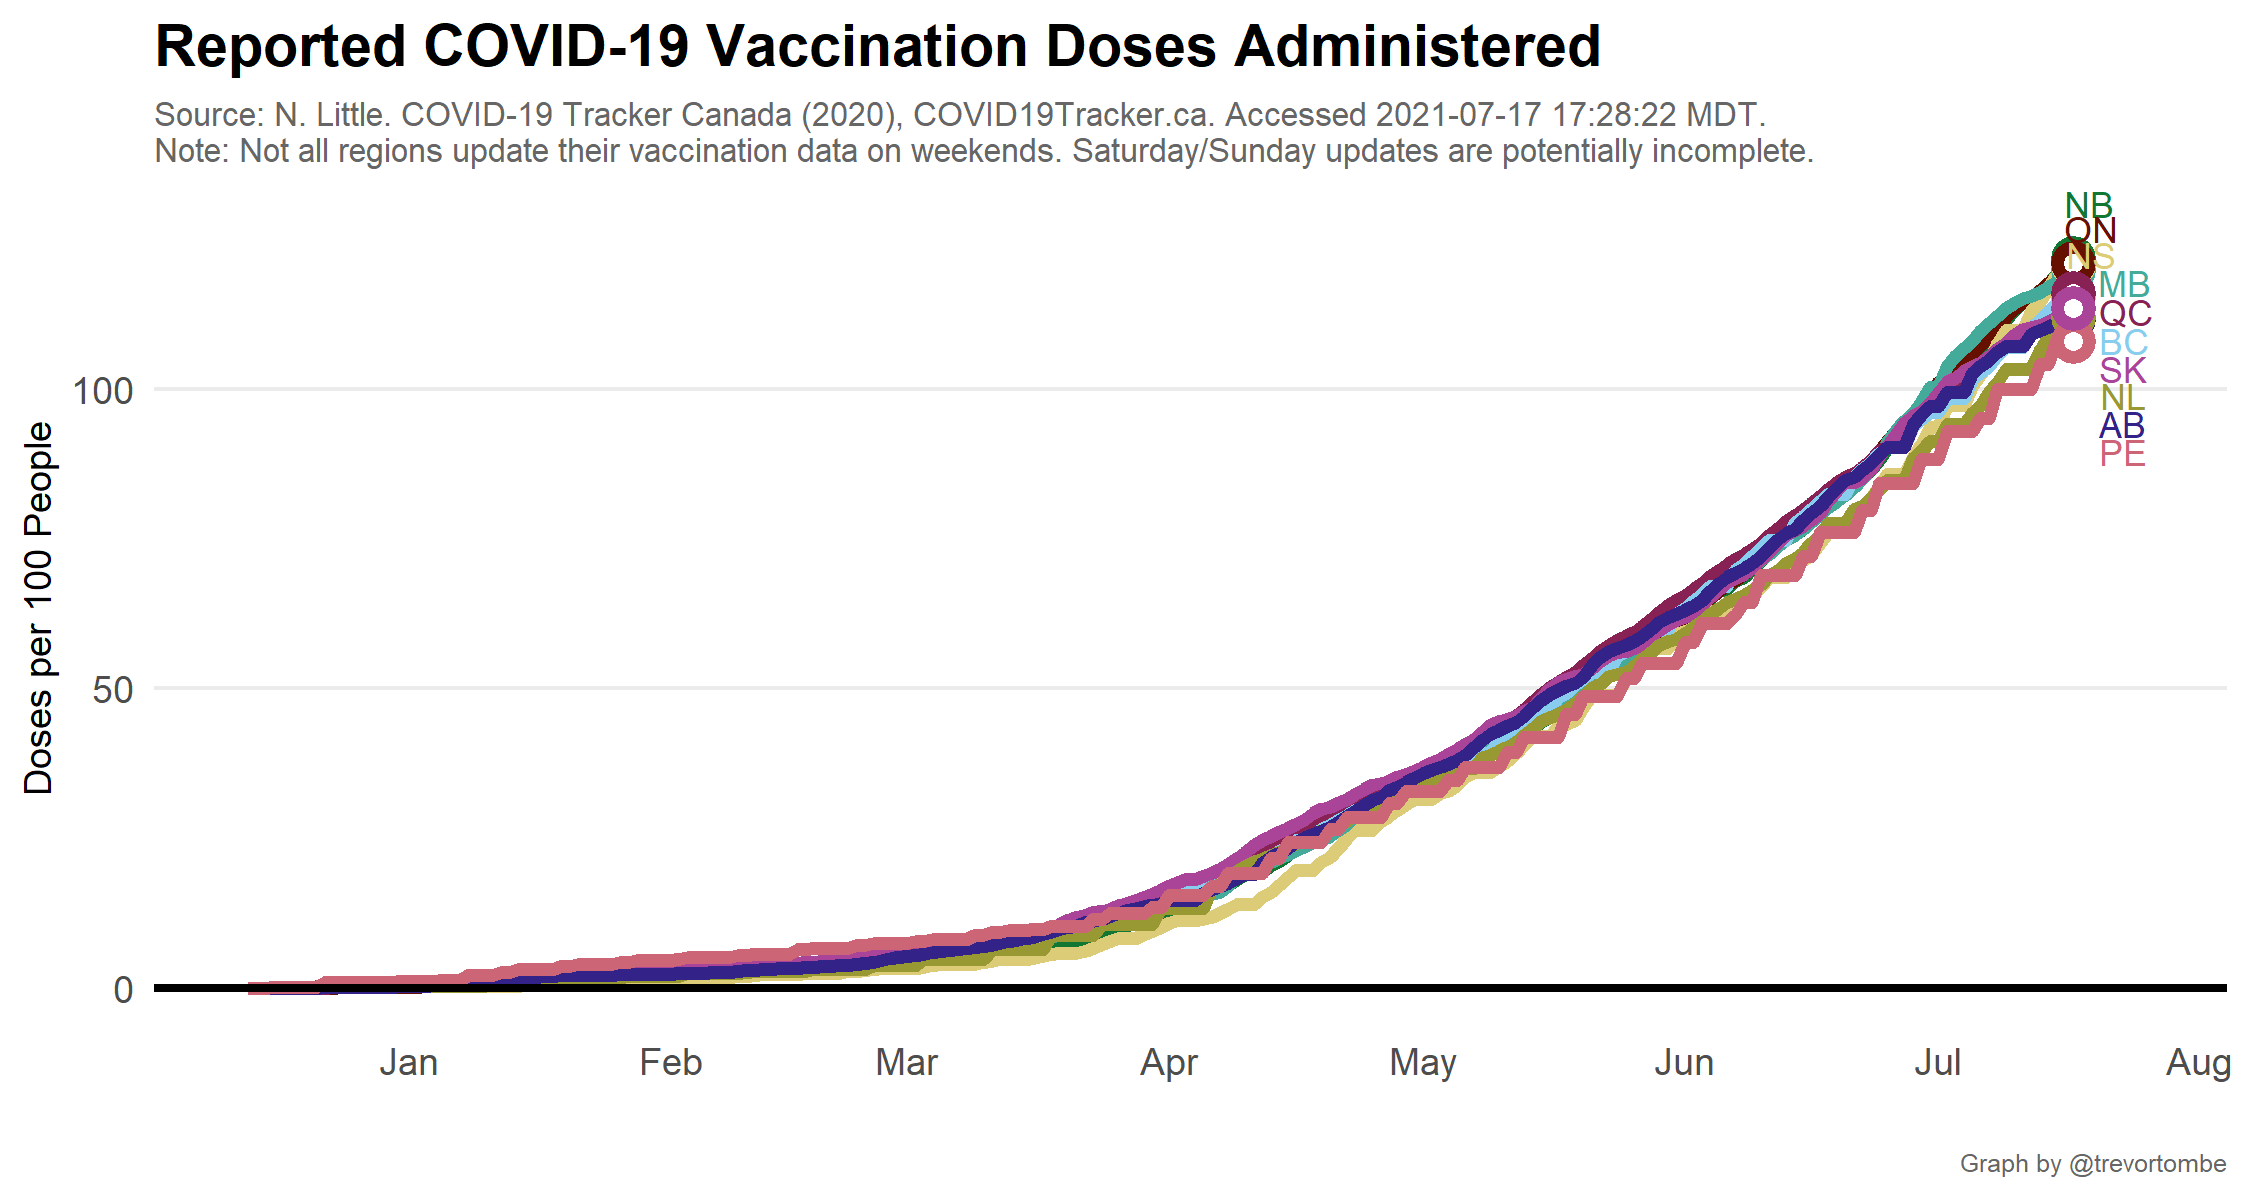 Reported COVID-19 Vaccination Doses Administered
Source: N. Little. COVID-19 Tracker Canada (2020), COVID19Tracker.ca. Accessed 2021-07-17 17:28:22 MDT.
Note: Not all regions update their vaccination data on weekends. Saturday/Sunday updates are potentially incomplete.
Doses per 100 People
100
50
0
NB
ON
NS
MB
QC
BC
SK
NL
AB
PE
Jan Feb Mar Apr May Jun Jul Aug
Graph by @trevortombe